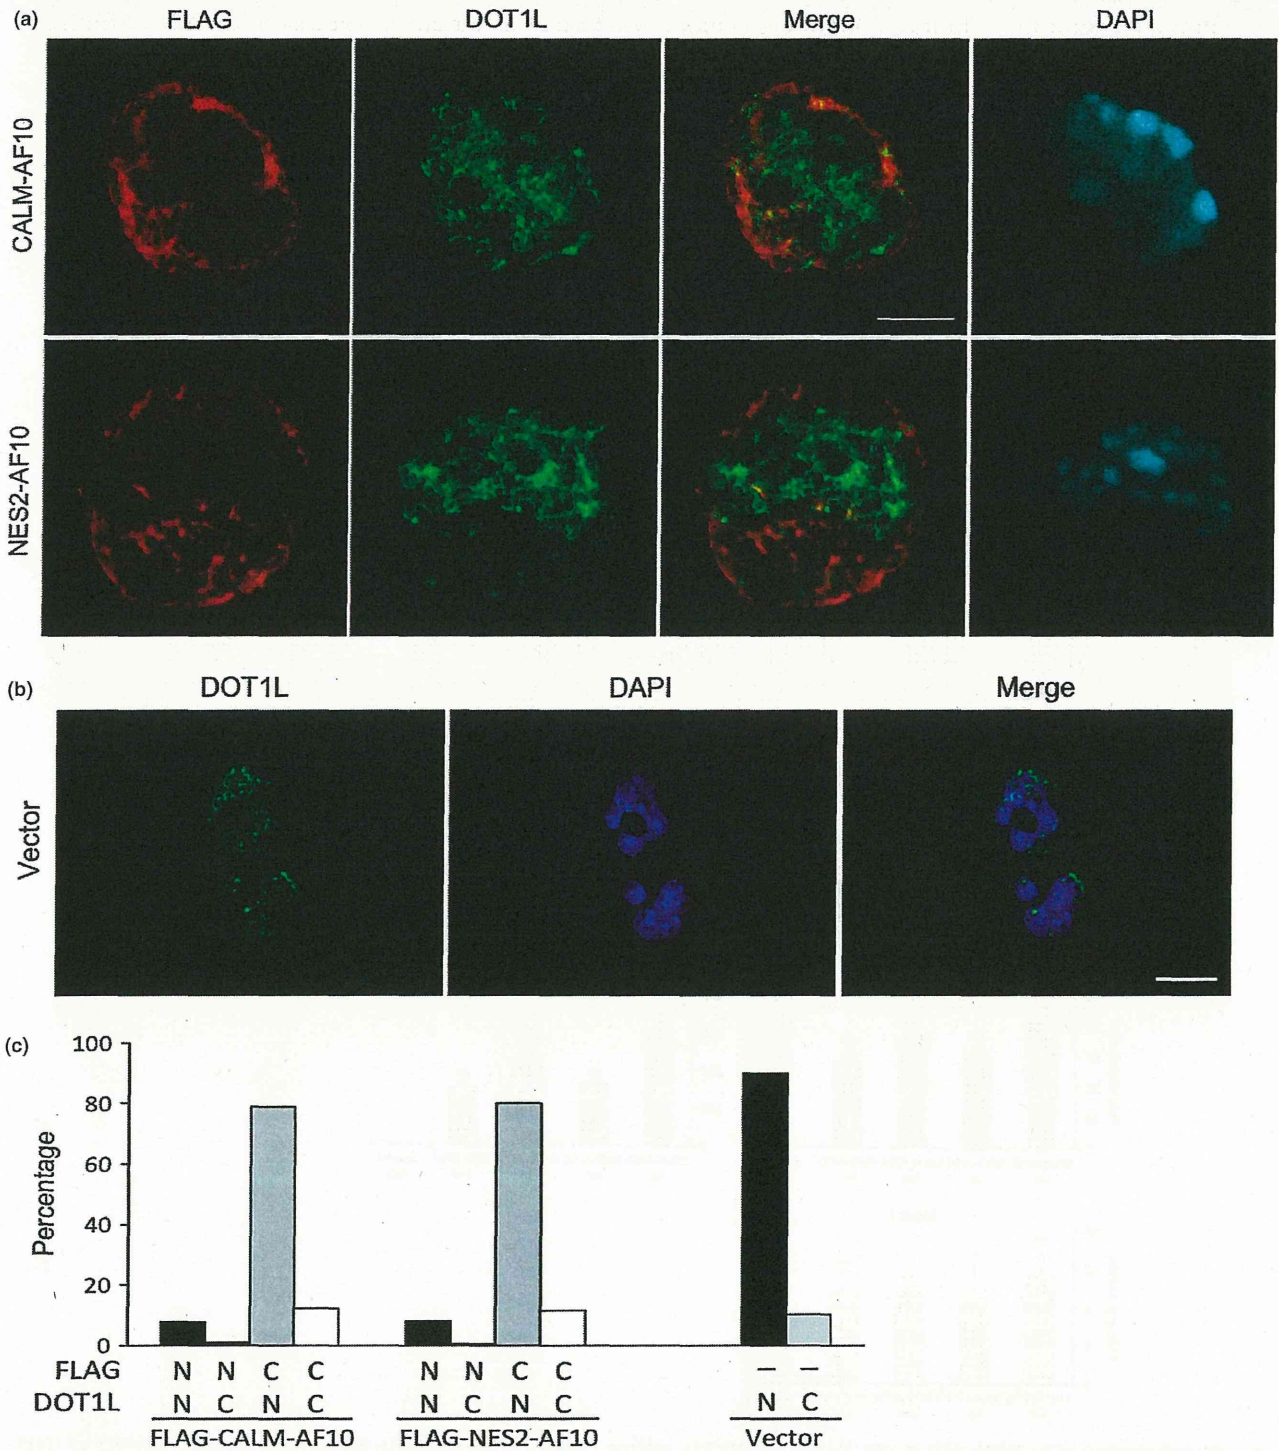 (a) FLAG DOT1L Merge DAPI
CALM-AF10
NES2-AF10
(b) DOT1L DAPI Merge
Vector
(c)
Percentage
100
80
60
40
20
0
FLAG N N C C N N C C – –
DOT1L N C N C N C N C N C
FLAG-CALM-AF10 FLAG-NES2-AF10 Vector